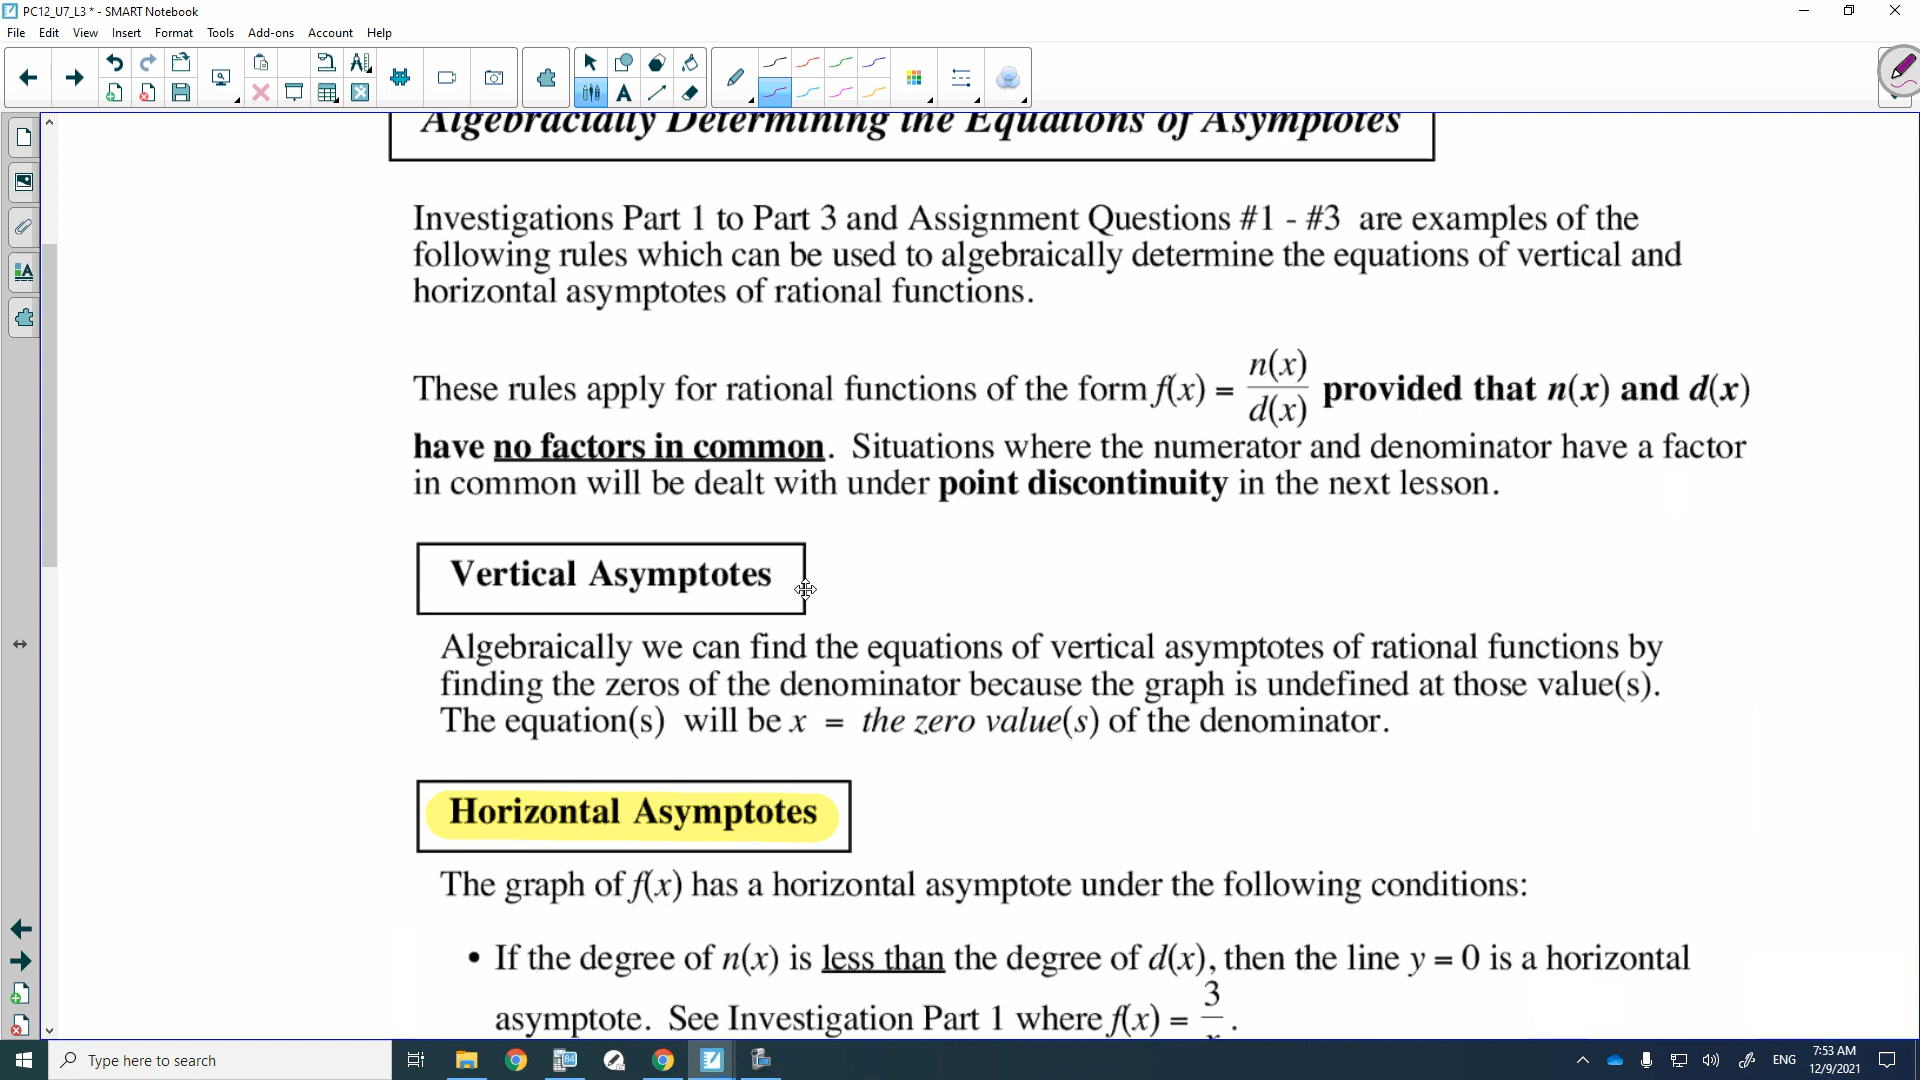 PC12_U7_L3 * - SMART Notebook
File Edit View Insert Format Tools Add-ons Account Help
Algebracially Determining the Equations of Asymptotes
Investigations Part 1 to Part 3 and Assignment Questions #1 - #3 are examples of the
following rules which can be used to algebraically determine the equations of vertical and
horizontal asymptotes of rational functions.
These rules apply for rational functions of the form f(x) = n(x)/d(x) provided that n(x) and d(x)
have no factors in common. Situations where the numerator and denominator have a factor
in common will be dealt with under point discontinuity in the next lesson.
Vertical Asymptotes
Algebraically we can find the equations of vertical asymptotes of rational functions by
finding the zeros of the denominator because the graph is undefined at those value(s).
The equation(s) will be x = the zero value(s) of the denominator.
Horizontal Asymptotes
The graph of f(x) has a horizontal asymptote under the following conditions:
• If the degree of n(x) is less than the degree of d(x), then the line y = 0 is a horizontal
asymptote. See Investigation Part 1 where f(x) = 3/x.
Type here to search
84
ENG
7:53 AM
12/9/2021